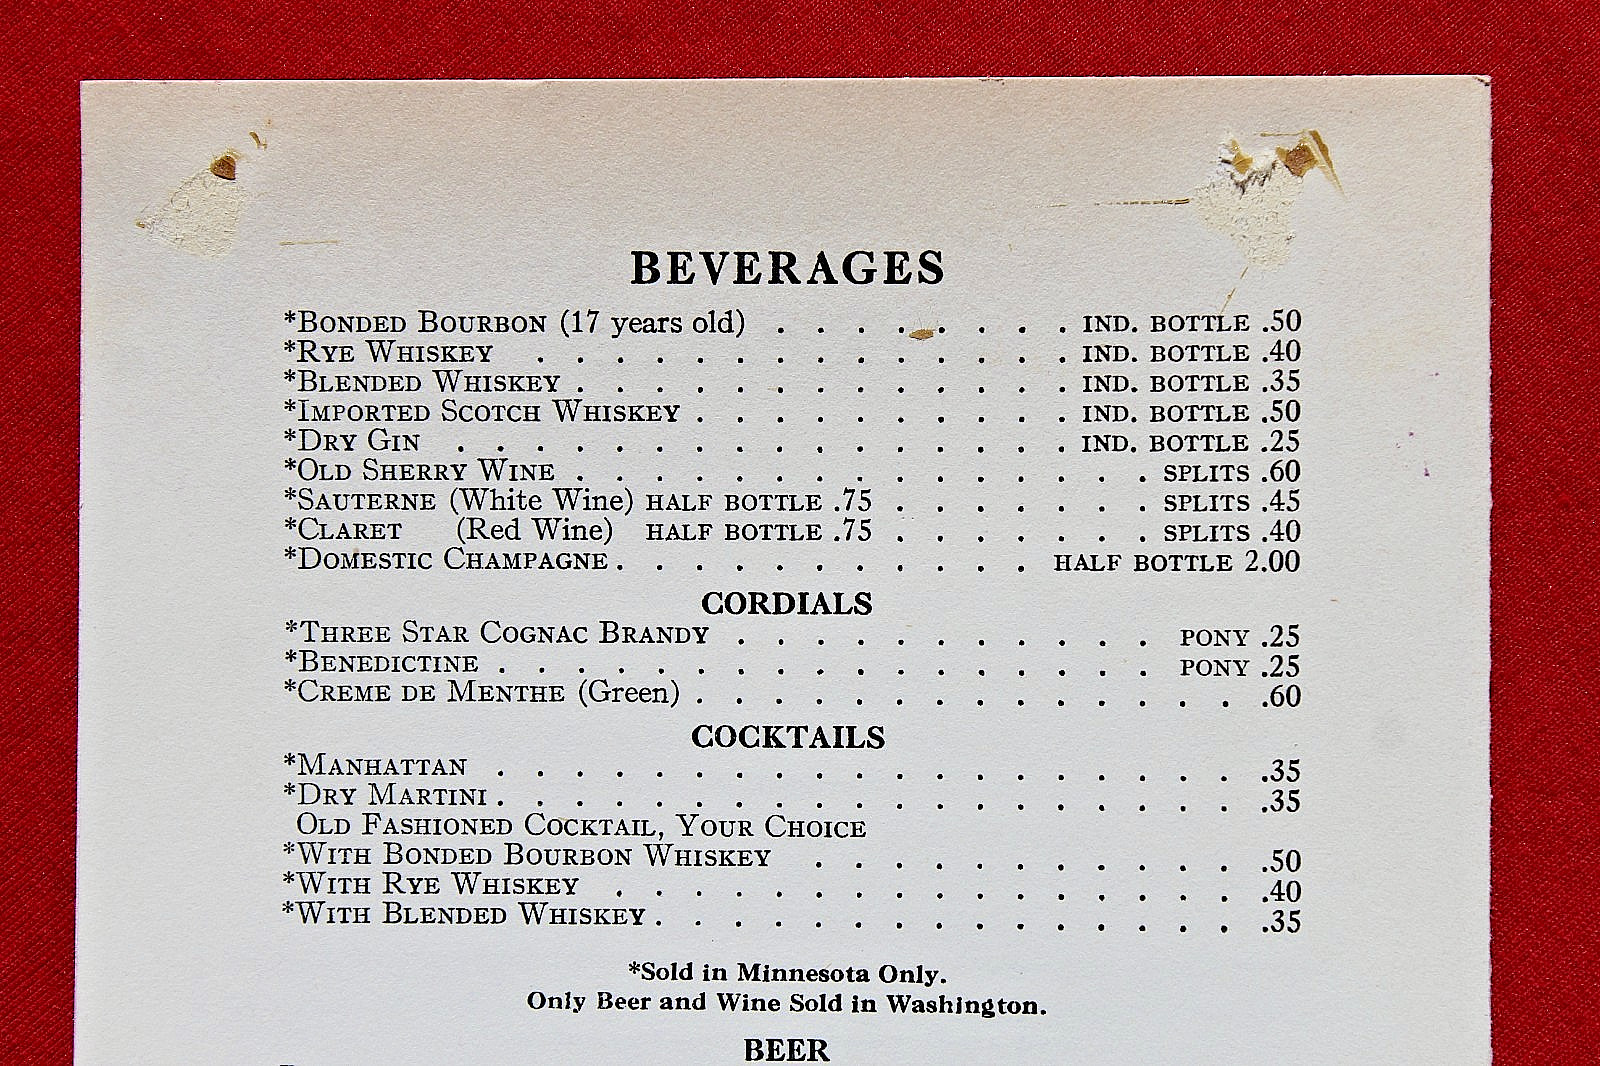 BEVERAGES
*BONDED BOURBON (17 years old) . . . . . . . . IND. BOTTLE .50
*RYE WHISKEY . . . . . . . . . . . . . . IND. BOTTLE .40
*BLENDED WHISKEY . . . . . . . . . . . . . IND. BOTTLE .35
*IMPORTED SCOTCH WHISKEY . . . . . . . . . . IND. BOTTLE .50
*DRY GIN . . . . . . . . . . . . . . . . IND. BOTTLE .25
*OLD SHERRY WINE . . . . . . . . . . . . . . . SPLITS .60
*SAUTERNE (White Wine) HALF BOTTLE .75 . . . . . . . SPLITS .45
*CLARET (Red Wine) HALF BOTTLE .75 . . . . . . . SPLITS .40
*DOMESTIC CHAMPAGNE . . . . . . . . . . . HALF BOTTLE 2.00
CORDIALS
*THREE STAR COGNAC BRANDY . . . . . . . . . . . PONY .25
*BENEDICTINE . . . . . . . . . . . . . . . . . PONY .25
*CREME DE MENTHE (Green) . . . . . . . . . . . . . . .60
COCKTAILS
*MANHATTAN . . . . . . . . . . . . . . . . . . . .35
*DRY MARTINI . . . . . . . . . . . . . . . . . . . .35
OLD FASHIONED COCKTAIL, YOUR CHOICE
*WITH BONDED BOURBON WHISKEY . . . . . . . . . . . .50
*WITH RYE WHISKEY . . . . . . . . . . . . . . . . .40
*WITH BLENDED WHISKEY . . . . . . . . . . . . . . . .35
*Sold in Minnesota Only.
Only Beer and Wine Sold in Washington.
BEER